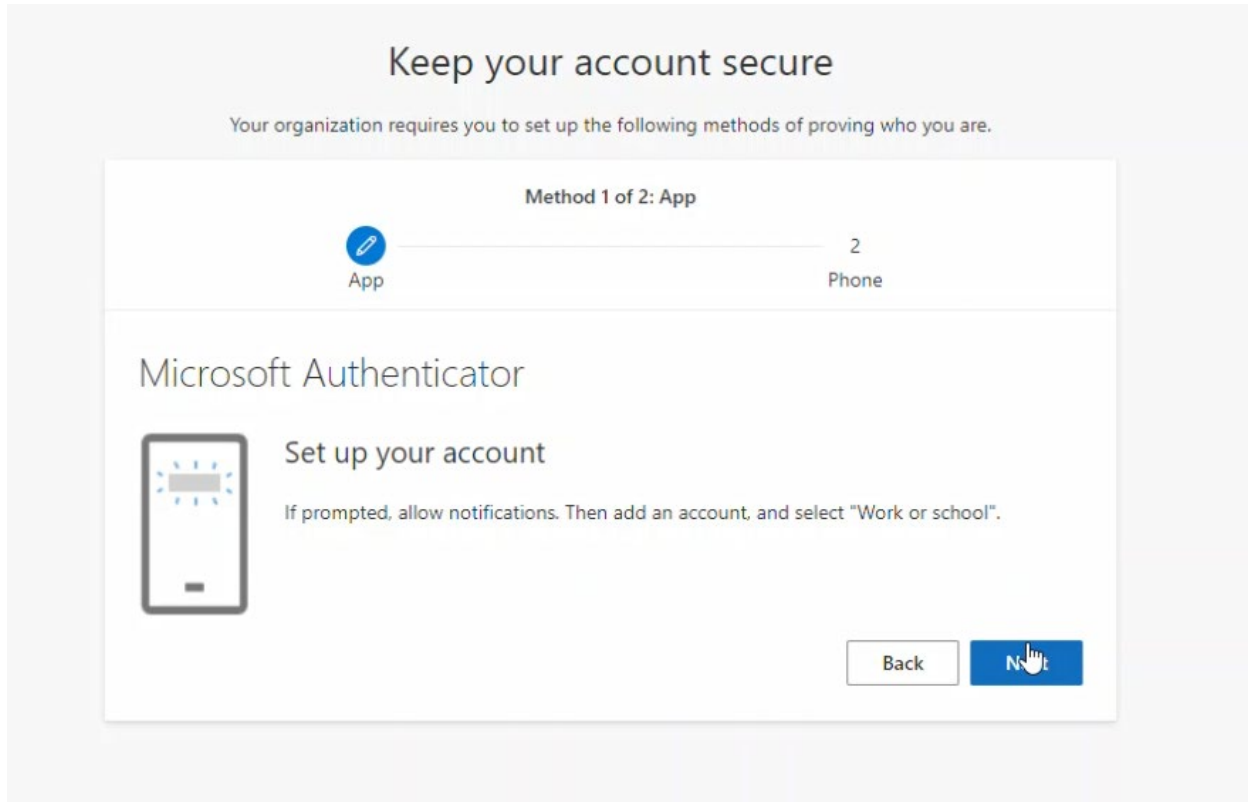 Keep your account secure
Your organization requires you to set up the following methods of proving who you are.
Method 1 of 2: App
2
App
Phone
Microsoft Authenticator
Set up your account
If prompted, allow notifications. Then add an account, and select "Work or school".
Back